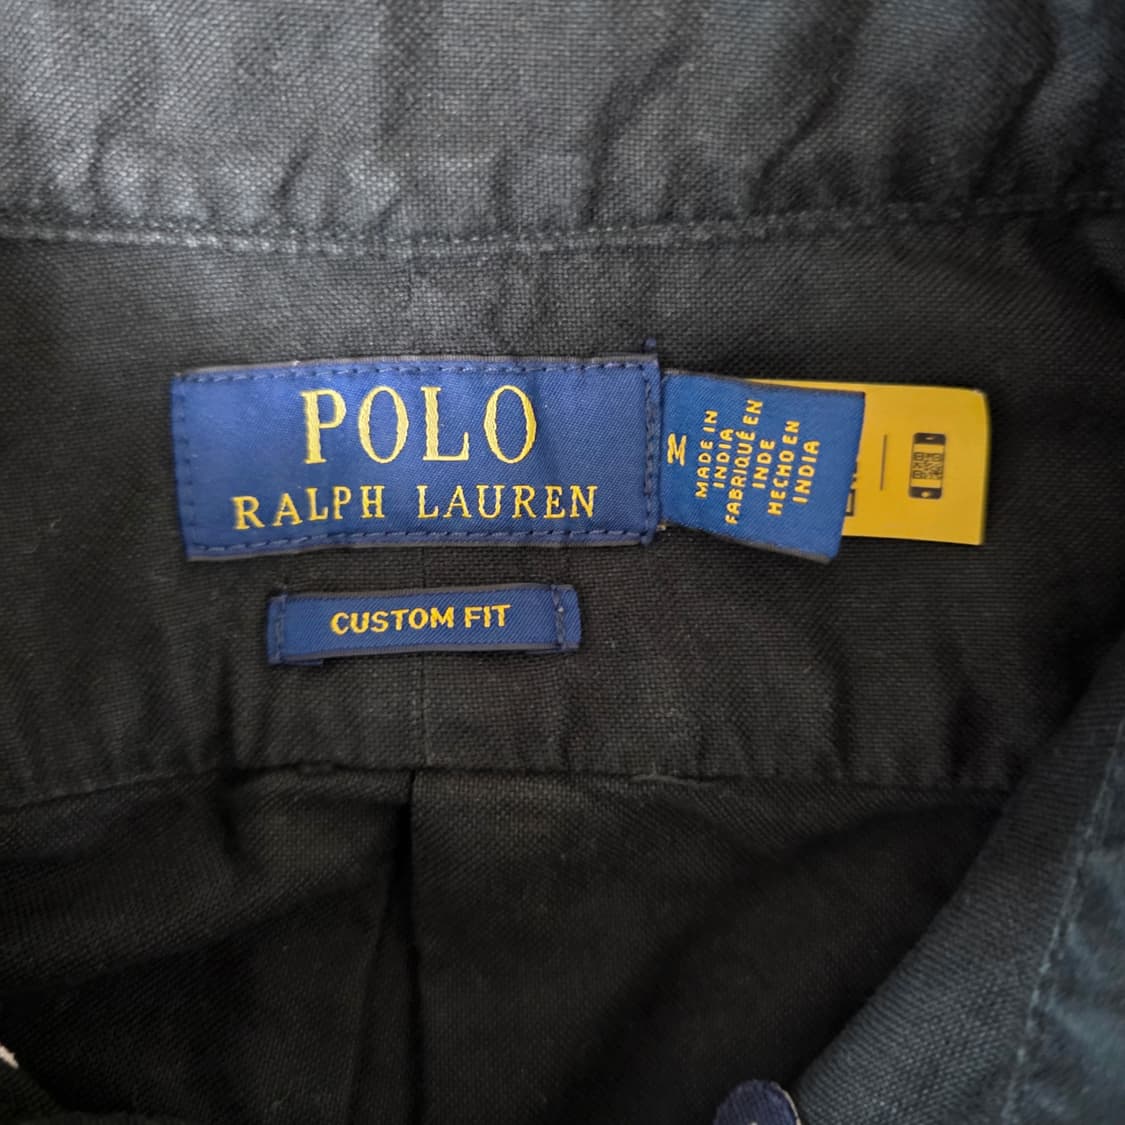 POLO
RALPH LAUREN
M
MADE IN
INDIA
FABRIQUÉ EN
INDE
HECHO EN
INDIA
CUSTOM FIT